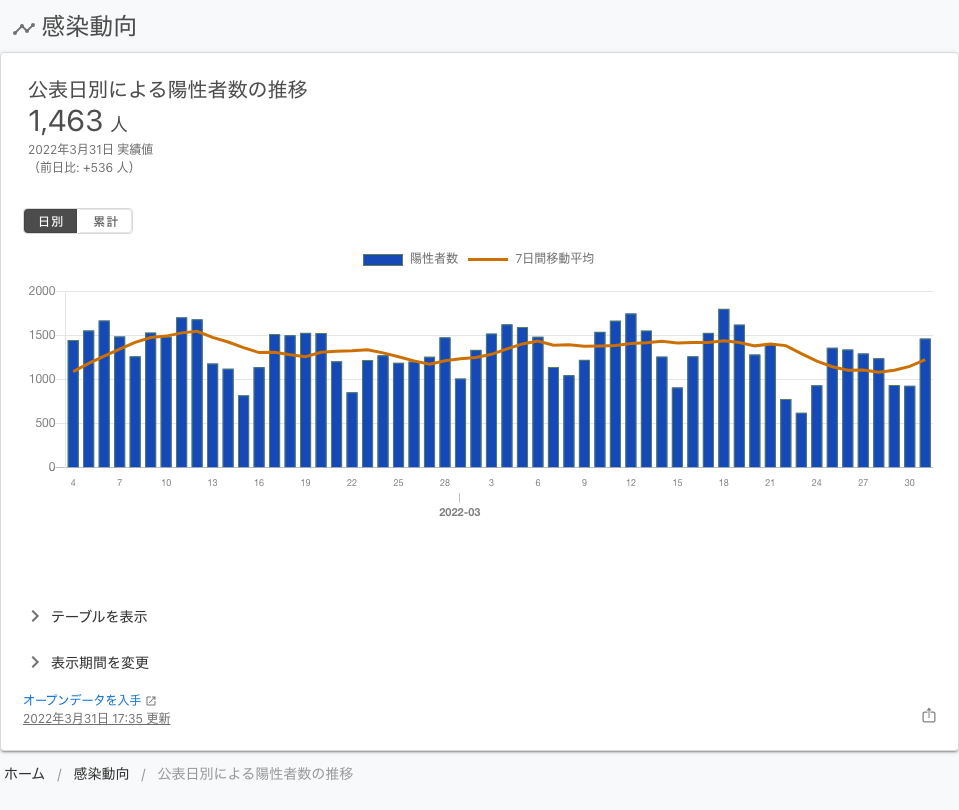 感染動向
公表日別による陽性者数の推移
1,463 人
2022年3月31日 実績値
（前日比: +536 人）
日別 累計
陽性者数 7日間移動平均
2000
1500
1000
500
0
4 7 10 13 16 19 22 25 28 3 6 9 12 15 18 21 24 27 30
2022-03
テーブルを表示
表示期間を変更
オープンデータを入手
2022年3月31日 17:35 更新
ホーム / 感染動向 / 公表日別による陽性者数の推移